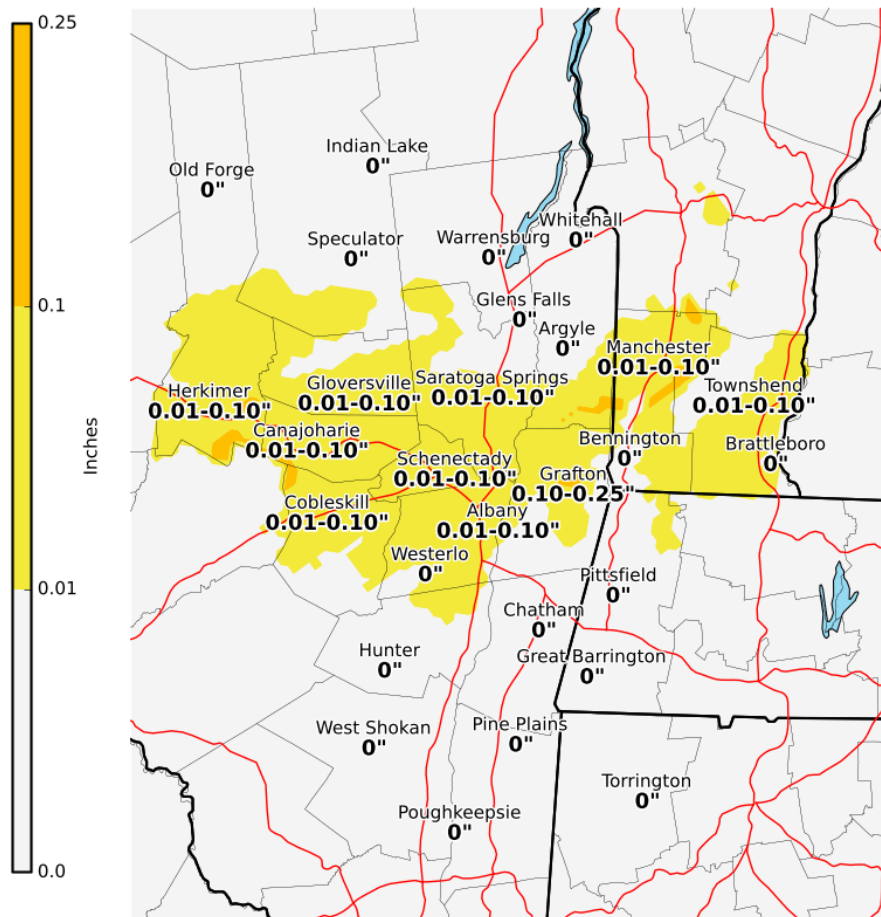 0.25
0.1
0.01
0.0
Inches
Indian Lake
0"
Old Forge
0"
Whitehall
0"
Speculator
0"
Warrensburg
0"
Glens Falls
0"
Argyle
0"
Manchester
0.01-0.10"
Saratoga Springs
0.01-0.10"
Gloversville
0.01-0.10"
Herkimer
0.01-0.10"
Townshend
0.01-0.10"
Canajoharie
0.01-0.10"
Bennington
0"
Brattleboro
0"
Schenectady
0.01-0.10"
Grafton
0.10-0.25"
Cobleskill
0.01-0.10"
Albany
0.01-0.10"
Westerlo
0"
Pittsfield
0"
Chatham
0"
Hunter
0"
Great Barrington
0"
West Shokan
0"
Pine Plains
0"
Torrington
0"
Poughkeepsie
0"